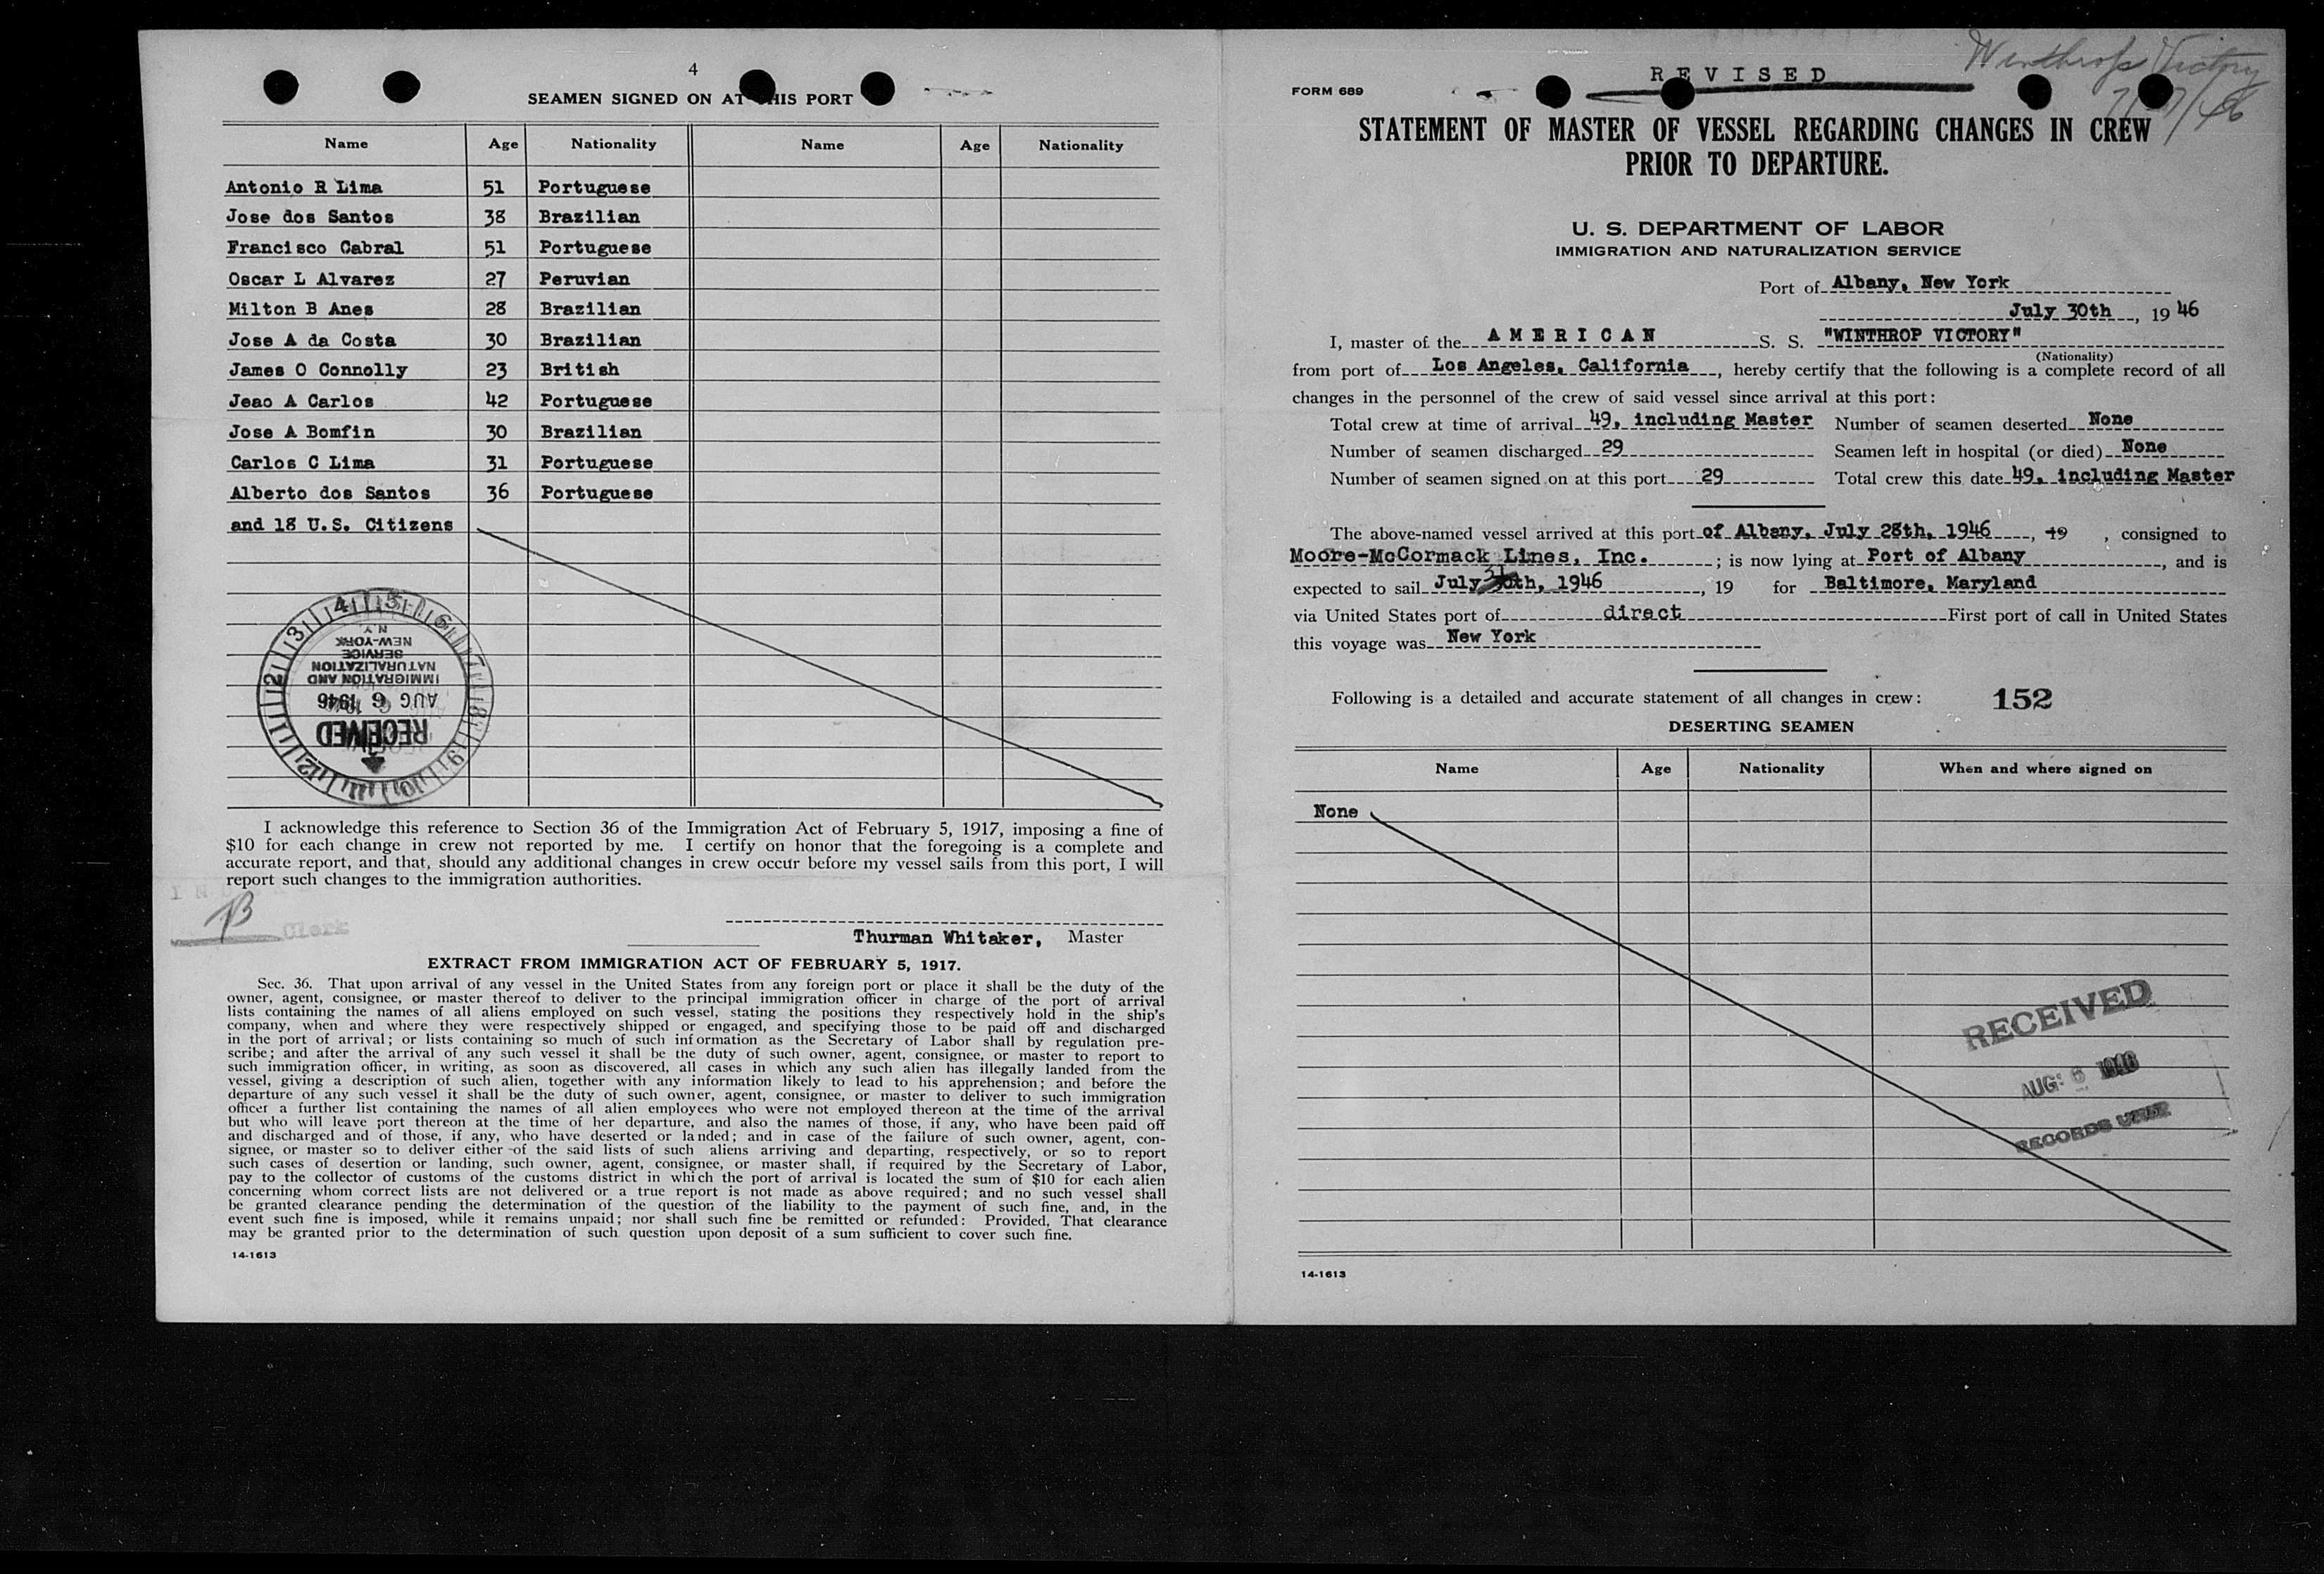 4
SEAMEN SIGNED ON AT THIS PORT
Name Age Nationality Name Age Nationality
Antonio R Lima 51 Portuguese
Jose dos Santos 38 Brazilian
Francisco Cabral 51 Portuguese
Oscar L Alvarez 27 Peruvian
Milton B Anes 28 Brazilian
Jose A da Costa 30 Brazilian
James O Connolly 23 British
Jeao A Carlos 42 Portuguese
Jose A Bomfin 30 Brazilian
Carlos C Lima 31 Portuguese
Alberto dos Santos 36 Portuguese
and 18 U.S. Citizens
RECEIVED
AUG 6 1946
IMMIGRATION AND
NATURALIZATION
SERVICE
NEW-YORK
N.Y.
1 2 3 4 5 6 7 8 9 10 11 12
I acknowledge this reference to Section 36 of the Immigration Act of February 5, 1917, imposing a fine of
$10 for each change in crew not reported by me. I certify on honor that the foregoing is a complete and
accurate report, and that, should any additional changes in crew occur before my vessel sails from this port, I will
report such changes to the immigration authorities.
Clerk
Thurman Whitaker, Master
EXTRACT FROM IMMIGRATION ACT OF FEBRUARY 5, 1917.
Sec. 36. That upon arrival of any vessel in the United States from any foreign port or place it shall be the duty of the
owner, agent, consignee, or master thereof to deliver to the principal immigration officer in charge of the port of arrival
lists containing the names of all aliens employed on such vessel, stating the positions they respectively hold in the ship's
company, when and where they were respectively shipped or engaged, and specifying those to be paid off and discharged
in the port of arrival; or lists containing so much of such information as the Secretary of Labor shall by regulation pre-
scribe; and after the arrival of any such vessel it shall be the duty of such owner, agent, consignee, or master to report to
such immigration officer, in writing, as soon as discovered, all cases in which any such alien has illegally landed from the
vessel, giving a description of such alien, together with any information likely to lead to his apprehension; and before the
departure of any such vessel it shall be the duty of such owner, agent, consignee, or master to deliver to such immigration
officer a further list containing the names of all alien employees who were not employed thereon at the time of the arrival
but who will leave port thereon at the time of her departure, and also the names of those, if any, who have been paid off
and discharged and of those, if any, who have deserted or landed; and in case of the failure of such owner, agent, con-
signee, or master so to deliver either of the said lists of such aliens arriving and departing, respectively, or so to report
such cases of desertion or landing, such owner, agent, consignee, or master shall, if required by the Secretary of Labor,
pay to the collector of customs of the customs district in which the port of arrival is located the sum of $10 for each alien
concerning whom correct lists are not delivered or a true report is not made as above required; and no such vessel shall
be granted clearance pending the determination of the question of the liability to the payment of such fine, and, in the
event such fine is imposed, while it remains unpaid; nor shall such fine be remitted or refunded: Provided, That clearance
may be granted prior to the determination of such question upon deposit of a sum sufficient to cover such fine.
14-1613
Winthrop Victory
REVISED
FORM 689
STATEMENT OF MASTER OF VESSEL REGARDING CHANGES IN CREW
PRIOR TO DEPARTURE.
U. S. DEPARTMENT OF LABOR
IMMIGRATION AND NATURALIZATION SERVICE
Port of Albany, New York
July 30th, 19 46
I, master of the AMERICAN S. S. "WINTHROP VICTORY"
(Nationality)
from port of Los Angeles, California, hereby certify that the following is a complete record of all
changes in the personnel of the crew of said vessel since arrival at this port:
Total crew at time of arrival 49, including Master Number of seamen deserted None
Number of seamen discharged 29 Seamen left in hospital (or died) None
Number of seamen signed on at this port 29 Total crew this date 49, including Master
The above-named vessel arrived at this port of Albany, July 28th, 1946, 19 , consigned to
Moore-McCormack Lines, Inc. ; is now lying at Port of Albany, and is
expected to sail July 31th, 1946, 19 for Baltimore, Maryland
via United States port of direct First port of call in United States
this voyage was New York
Following is a detailed and accurate statement of all changes in crew: 152
DESERTING SEAMEN
Name Age Nationality When and where signed on
None
RECEIVED
AUG 6 1946
RECORDS UNIT
14-1613